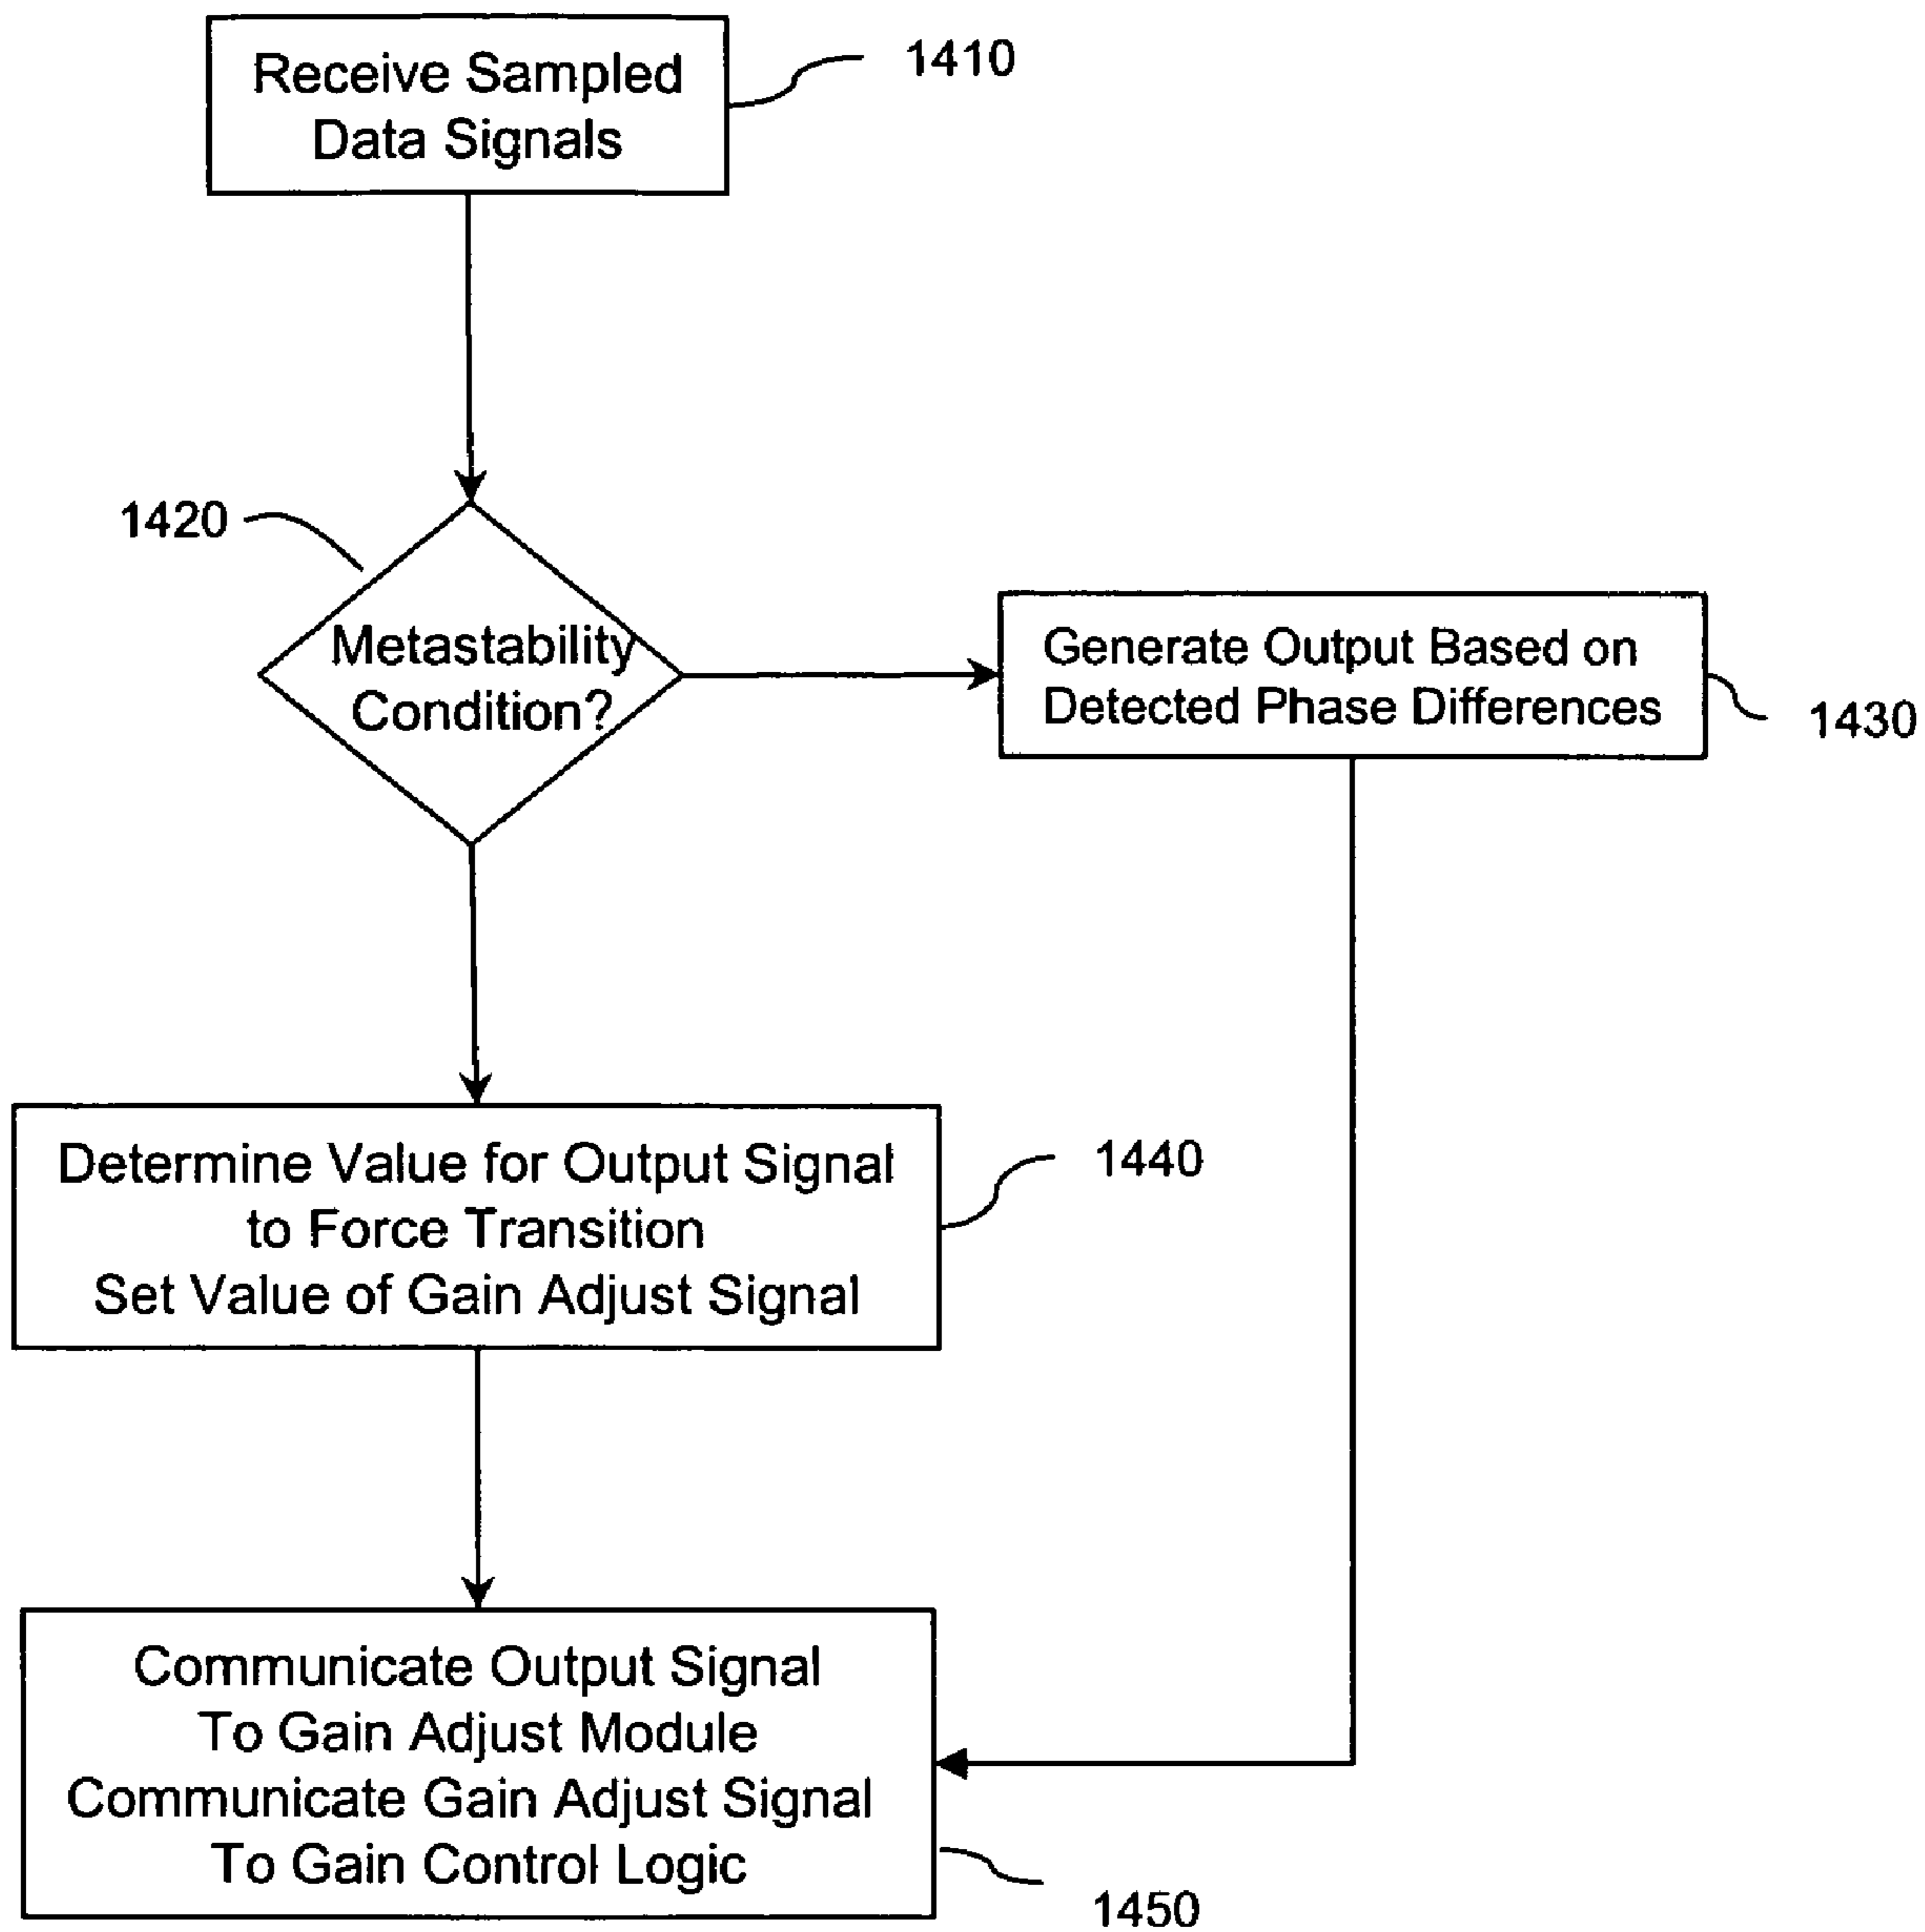 Receive Sampled
Data Signals
1410
1420
Metastability
Condition?
Generate Output Based on
Detected Phase Differences
1430
Determine Value for Output Signal
to Force Transition
Set Value of Gain Adjust Signal
1440
Communicate Output Signal
To Gain Adjust Module
Communicate Gain Adjust Signal
To Gain Control Logic
1450